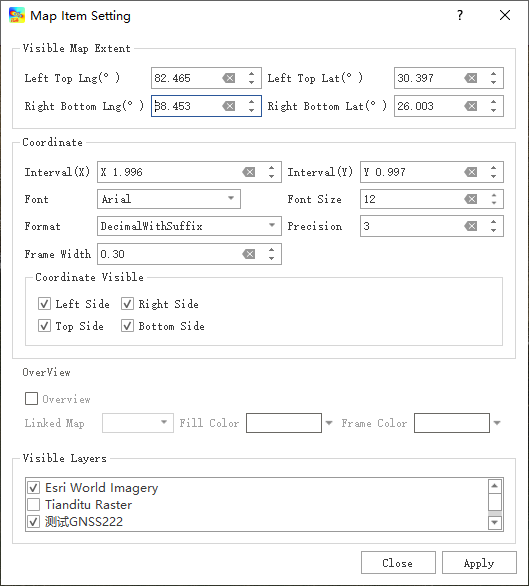 Map Item Setting
Visible Map Extent
Left Top Lng(°) 82.465 Left Top Lat(°) 30.397
Right Bottom Lng(°) 88.453 Right Bottom Lat(°) 26.003
Coordinate
Interval(X) X 1.996 Interval(Y) Y 0.997
Font Arial Font Size 12
Format DecimalWithSuffix Precision 3
Frame Width 0.30
Coordinate Visible
Left Side Right Side
Top Side Bottom Side
OverView
Overview
Linked Map Fill Color Frame Color
Visible Layers
Esri World Imagery
Tianditu Raster
测试GNSS222
Close Apply